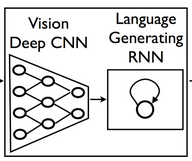 Vision
Deep CNN
Language
Generating
RNN